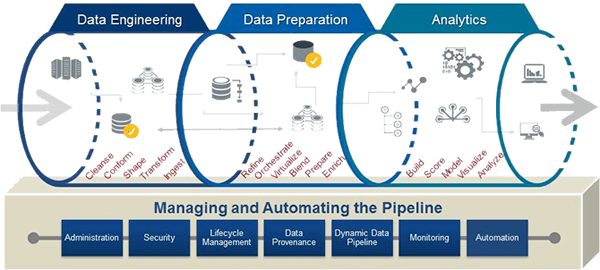 Data Engineering
Data Preparation
Analytics
Cleanse
Conform
Shape
Transform
Ingest
Refine
Orchestrate
Virtualize
Blend
Prepare
Enrich
Build
Score
Model
Visualize
Analyze
Managing and Automating the Pipeline
Administration
Security
Lifecycle
Management
Data
Provenance
Dynamic Data
Pipeline
Monitoring
Automation